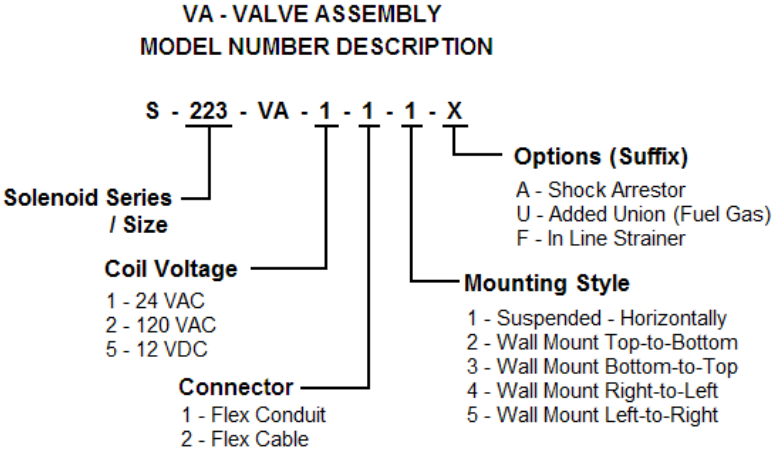 VA - VALVE ASSEMBLY
MODEL NUMBER DESCRIPTION
S - 223 - VA - 1 - 1 - 1 - X
Options (Suffix)
A - Shock Arrestor
U - Added Union (Fuel Gas)
F - In Line Strainer
Solenoid Series
/ Size
Coil Voltage
1 - 24 VAC
2 - 120 VAC
5 - 12 VDC
Mounting Style
1 - Suspended - Horizontally
2 - Wall Mount Top-to-Bottom
3 - Wall Mount Bottom-to-Top
4 - Wall Mount Right-to-Left
5 - Wall Mount Left-to-Right
Connector
1 - Flex Conduit
2 - Flex Cable